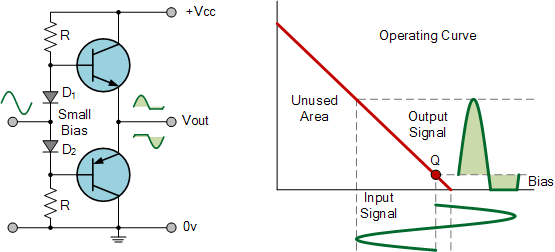 +Vcc
R
D1
Small
Bias
Vout
D2
R
0v
Operating Curve
Unused
Area
Output
Signal
Q
Bias
Input
Signal